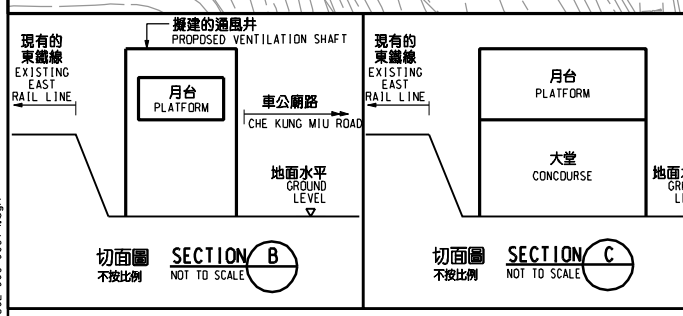 擬建的通風井
PROPOSED VENTILATION SHAFT
現有的
東鐵線
EXISTING
EAST
RAIL LINE
月台
PLATFORM
車公廟路
CHE KUNG MIU ROAD
地面水平
GROUND
LEVEL
切面圖
不按比例
SECTION B
NOT TO SCALE
現有的
東鐵線
EXISTING
EAST
RAIL LINE
月台
PLATFORM
大堂
CONCOURSE
地面
切面圖
不按比例
SECTION C
NOT TO SCALE